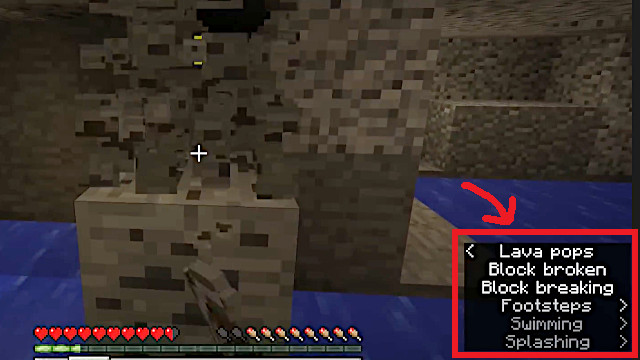 < Lava pops
Block broken
Block breaking
Footsteps >
Swimming >
Splashing >